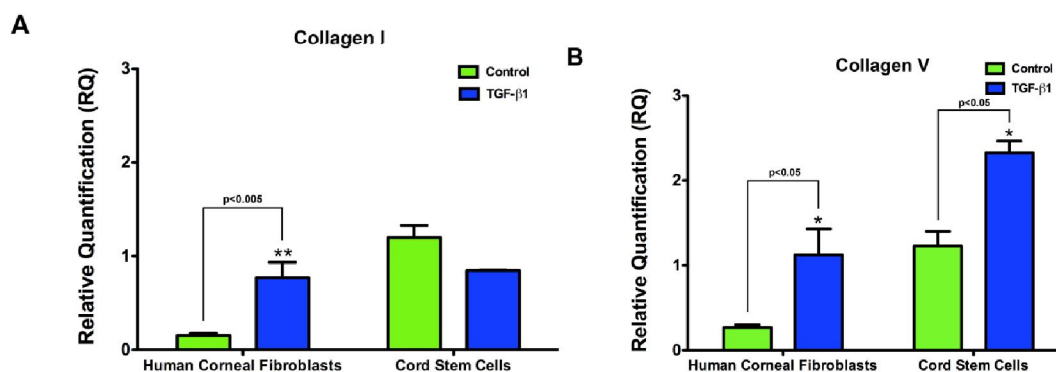 A
Collagen I
Control
TGF-β1
Relative Quantification (RQ)
3
2
1
0
p<0.005
**
Human Corneal Fibroblasts
Cord Stem Cells
B
Collagen V
Control
TGF-β1
Relative Quantification (RQ)
3
2
1
0
p<0.05
*
p<0.05
*
Human Corneal Fibroblasts
Cord Stem Cells